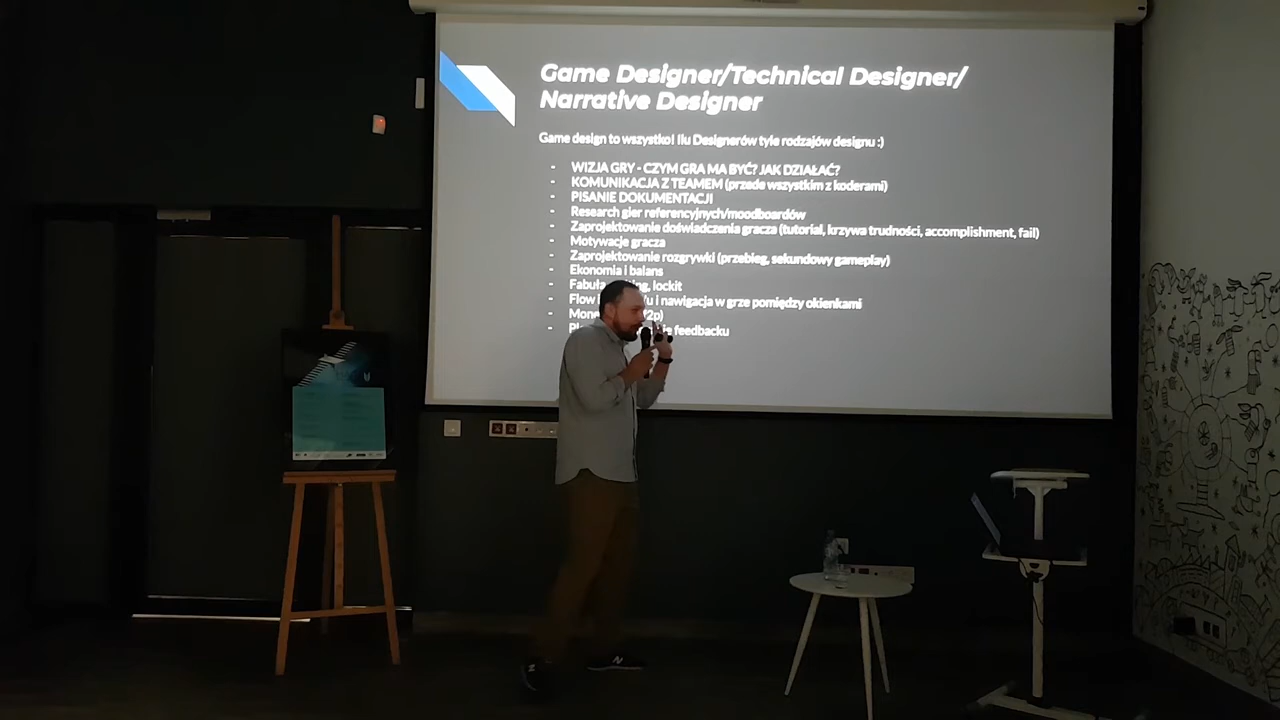 Game Designer/Technical Designer/
Narrative Designer
Game design to wszystko! Ilu Designerów tyle rodzajów designu :)
- WIZJA GRY - CZYM GRA MA BYĆ? JAK DZIAŁAĆ?
- KOMUNIKACJA Z TEAMEM (przede wszystkim z koderami)
- PISANIE DOKUMENTACJI
- Research gier referencyjnych/moodboardów
- Zaprojektowanie doświadczenia gracza (tutorial, krzywa trudności, accomplishment, fail)
- Motywacje gracza
- Zaprojektowanie rozgrywki (przebieg, sekundowy gameplay)
- Ekonomia i balans
- Fabuła, lockit
- Flow i nawigacja w grze pomiędzy okienkami
-
- feedbacku